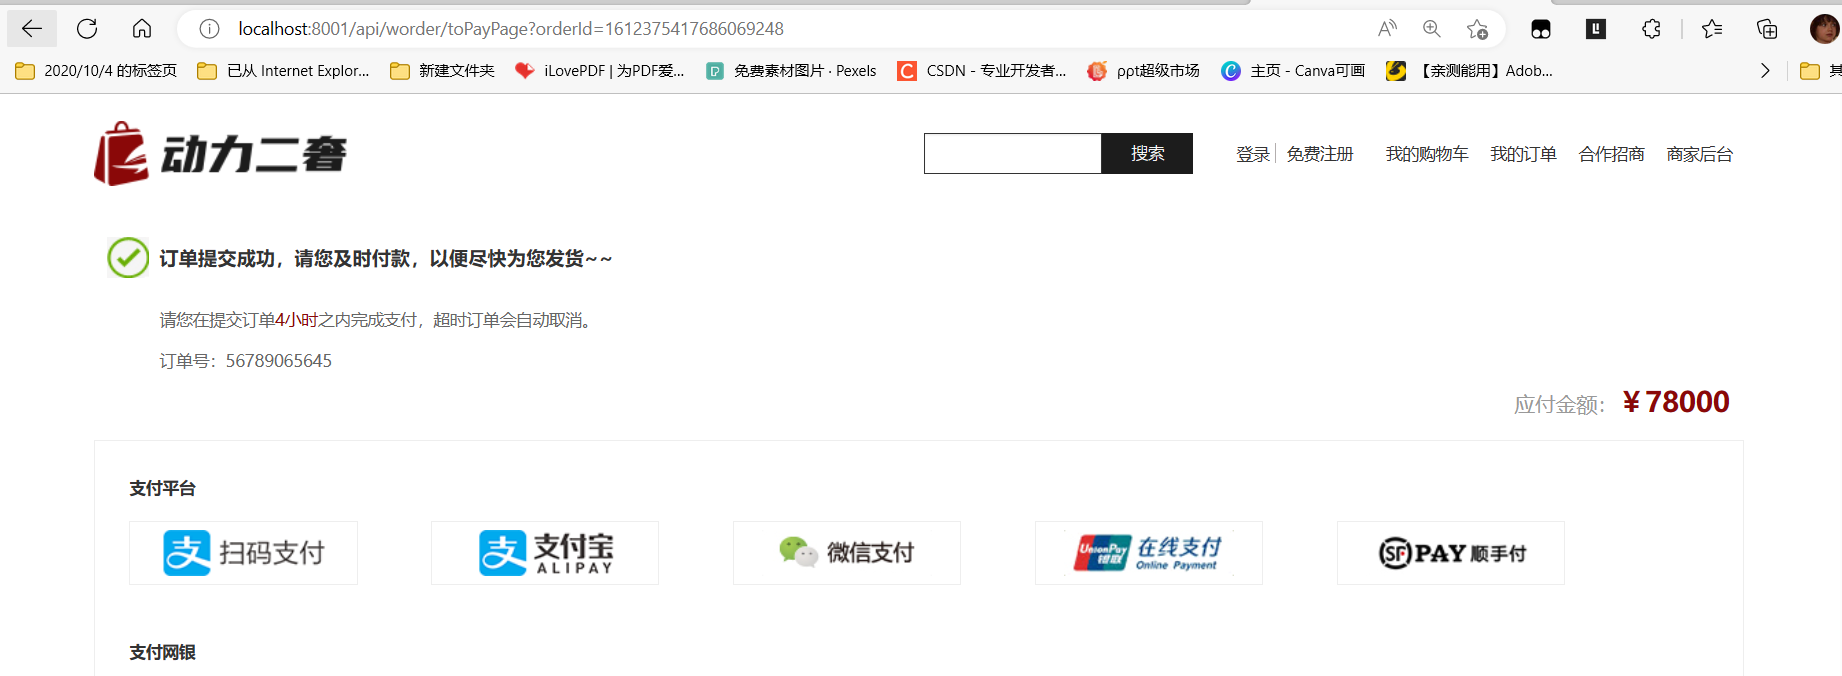 localhost:8001/api/worder/toPayPage?orderId=1612375417686069248
2020/10/4 的标签页 已从 Internet Explor... 新建文件夹 iLovePDF | 为PDF爱... 免费素材图片 · Pexels CSDN - 专业开发者... ppt超级市场 主页 - Canva可画 【亲测能用】Adob...
动力二奢 搜索 登录 免费注册 我的购物车 我的订单 合作招商 商家后台
订单提交成功，请您及时付款，以便尽快为您发货~~
请您在提交订单4小时之内完成支付，超时订单会自动取消。
订单号：56789065645
应付金额： ¥78000
支付平台
支 扫码支付 支 支付宝 ALIPAY 微信支付 UnionPay 银联 在线支付 Online Payment SF PAY 顺手付
支付网银